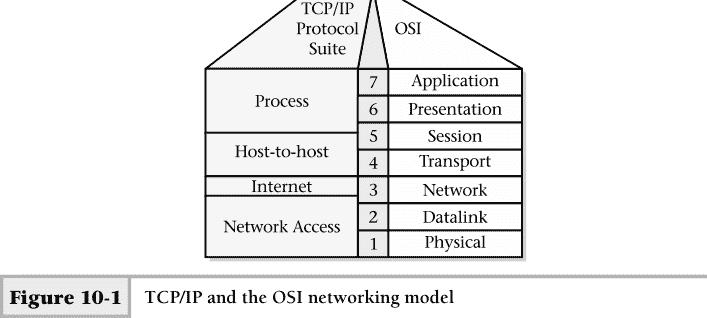 TCP/IP
Protocol
Suite
OSI
Process
7
Application
6
Presentation
Host-to-host
5
Session
4
Transport
Internet
3
Network
Network Access
2
Datalink
1
Physical
Figure 10-1
TCP/IP and the OSI networking model